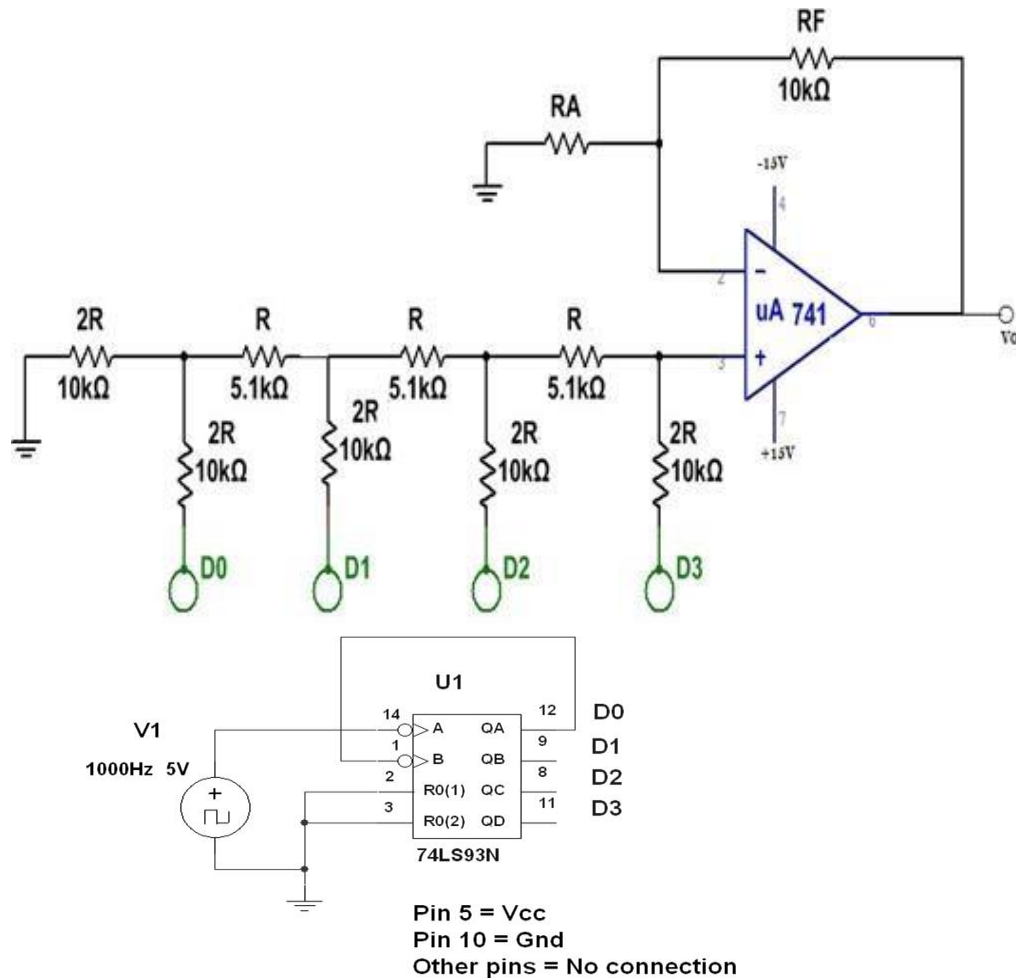 RF
10kΩ
RA
-15V
4
2
uA 741
6
Vo
3
7
+15V
2R
R
R
R
10kΩ
5.1kΩ
5.1kΩ
5.1kΩ
2R
10kΩ
2R
10kΩ
2R
10kΩ
2R
10kΩ
D0
D1
D2
D3
U1
V1
1000Hz 5V
14
A
QA
12
D0
1
B
QB
9
D1
2
R0(1)
QC
8
D2
3
R0(2)
QD
11
D3
74LS93N
Pin 5 = Vcc
Pin 10 = Gnd
Other pins = No connection